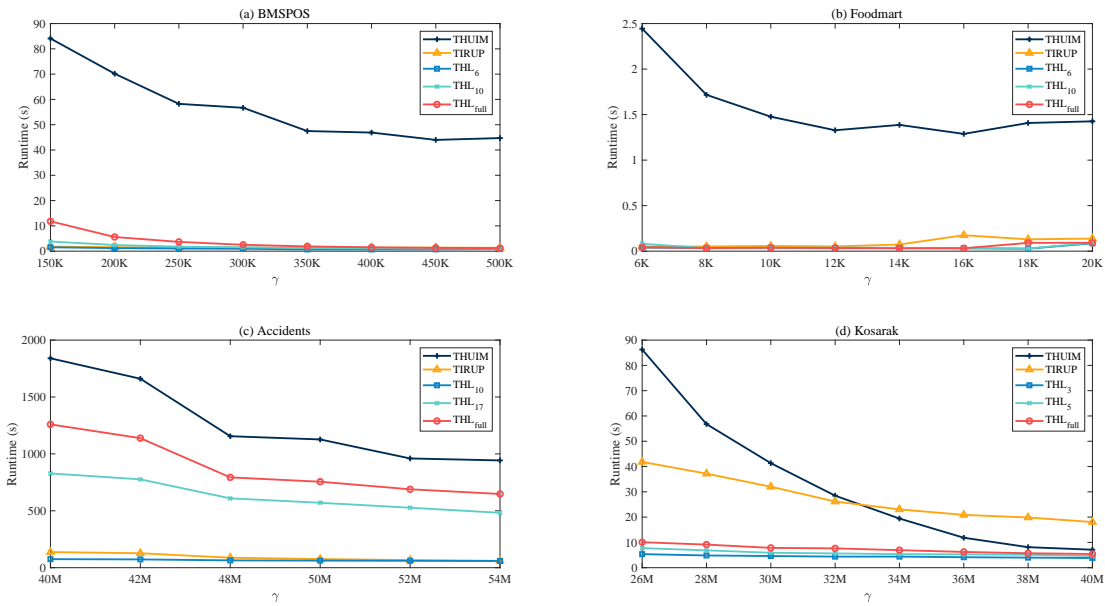 (a) BMSPOS
Runtime (s)
90
80
70
60
50
40
30
20
10
0
150K 200K 250K 300K 350K 400K 450K 500K
γ
THUIM
TIRUP
THL6
THL10
THLfull
(b) Foodmart
Runtime (s)
2.5
2
1.5
1
0.5
0
6K 8K 10K 12K 14K 16K 18K 20K
γ
THUIM
TIRUP
THL6
THL10
THLfull
(c) Accidents
Runtime (s)
2000
1500
1000
500
0
40M 42M 48M 50M 52M 54M
γ
THUIM
TIRUP
THL10
THL17
THLfull
(d) Kosarak
Runtime (s)
90
80
70
60
50
40
30
20
10
0
26M 28M 30M 32M 34M 36M 38M 40M
γ
THUIM
TIRUP
THL3
THL5
THLfull